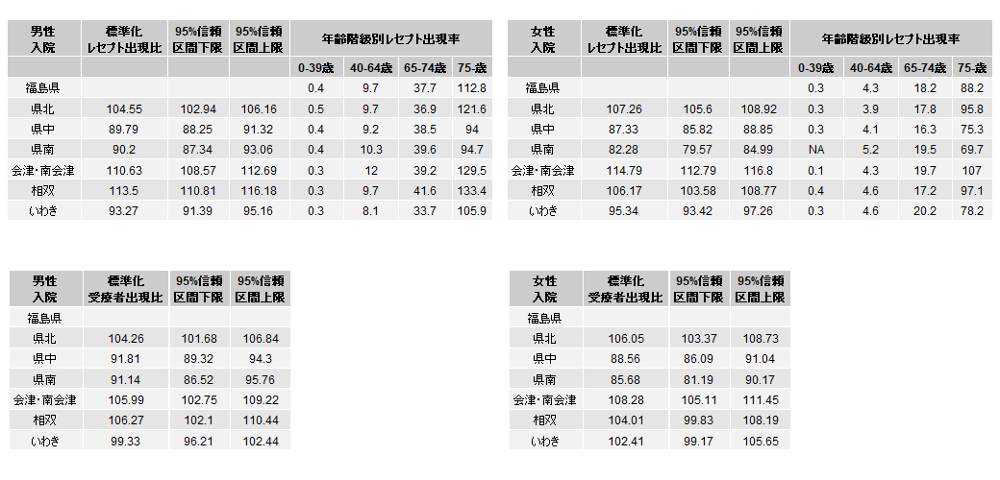 男性 標準化 95%信頼 95%信頼 年齢階級別レセプト出現率
入院 レセプト出現比 区間下限 区間上限
0-39歳 40-64歳 65-74歳 75-歳
福島県 0.4 9.7 37.7 112.8
県北 104.55 102.94 106.16 0.5 9.7 36.9 121.6
県中 89.79 88.25 91.32 0.4 9.2 38.5 94
県南 90.2 87.34 93.06 0.4 10.3 39.6 94.7
会津・南会津 110.63 108.57 112.69 0.3 12 39.2 129.5
相双 113.5 110.81 116.18 0.3 9.7 41.6 133.4
いわき 93.27 91.39 95.16 0.3 8.1 33.7 105.9
女性 標準化 95%信頼 95%信頼 年齢階級別レセプト出現率
入院 レセプト出現比 区間下限 区間上限
0-39歳 40-64歳 65-74歳 75-歳
福島県 0.3 4.3 18.2 88.2
県北 107.26 105.6 108.92 0.3 3.9 17.8 95.8
県中 87.33 85.82 88.85 0.3 4.1 16.3 75.3
県南 82.28 79.57 84.99 NA 5.2 19.5 69.7
会津・南会津 114.79 112.79 116.8 0.1 4.3 19.7 107
相双 106.17 103.58 108.77 0.4 4.6 17.2 97.1
いわき 95.34 93.42 97.26 0.3 4.6 20.2 78.2
男性 標準化 95%信頼 95%信頼
入院 受療者出現比 区間下限 区間上限
福島県
県北 104.26 101.68 106.84
県中 91.81 89.32 94.3
県南 91.14 86.52 95.76
会津・南会津 105.99 102.75 109.22
相双 106.27 102.1 110.44
いわき 99.33 96.21 102.44
女性 標準化 95%信頼 95%信頼
入院 受療者出現比 区間下限 区間上限
福島県
県北 106.05 103.37 108.73
県中 88.56 86.09 91.04
県南 85.68 81.19 90.17
会津・南会津 108.28 105.11 111.45
相双 104.01 99.83 108.19
いわき 102.41 99.17 105.65